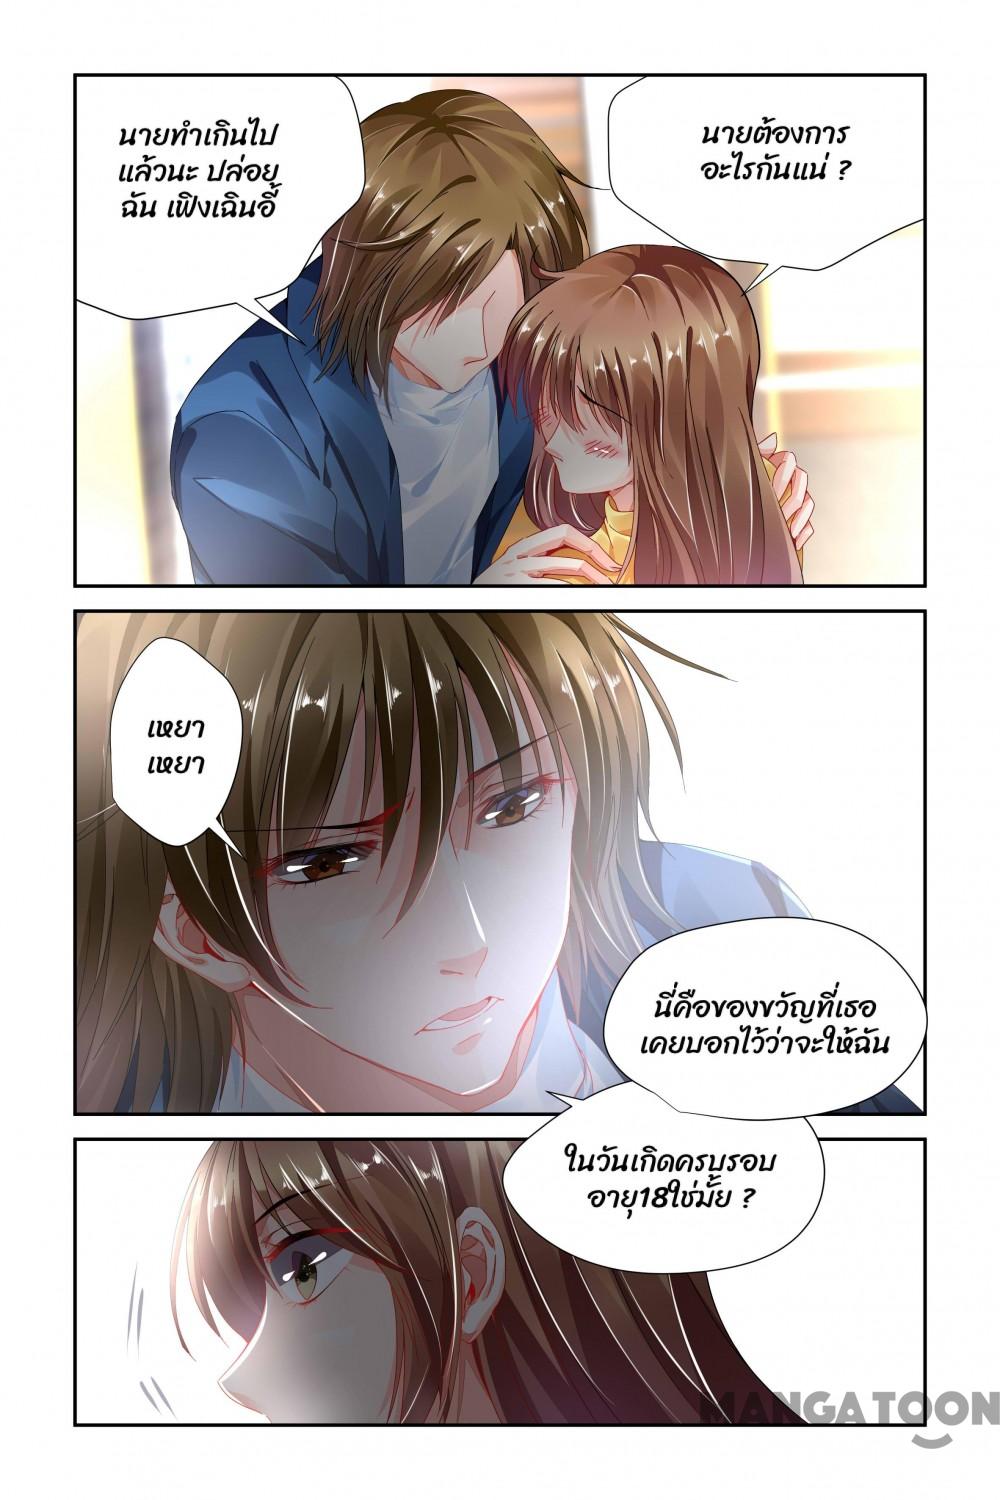 นายทำเกินไป
แล้วนะ ปล่อย
ฉัน เฟิงเฉินอี้
นายต้องการ
อะไรกันแน่ ?
เหยา
เหยา
นี่คือของขวัญที่เธอ
เคยบอกไว้ว่าจะให้ฉัน
ในวันเกิดครบรอบ
อายุ18ใช่มั้ย ?
MANGATOON